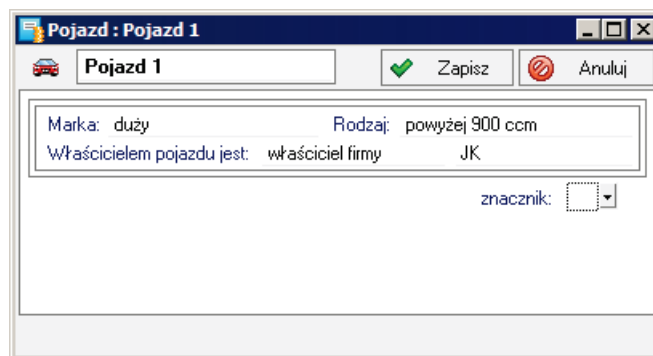 Pojazd : Pojazd 1
Pojazd 1 Zapisz Anuluj
Marka: duży Rodzaj: powyżej 900 ccm
Właścicielem pojazdu jest: właściciel firmy JK
znacznik: